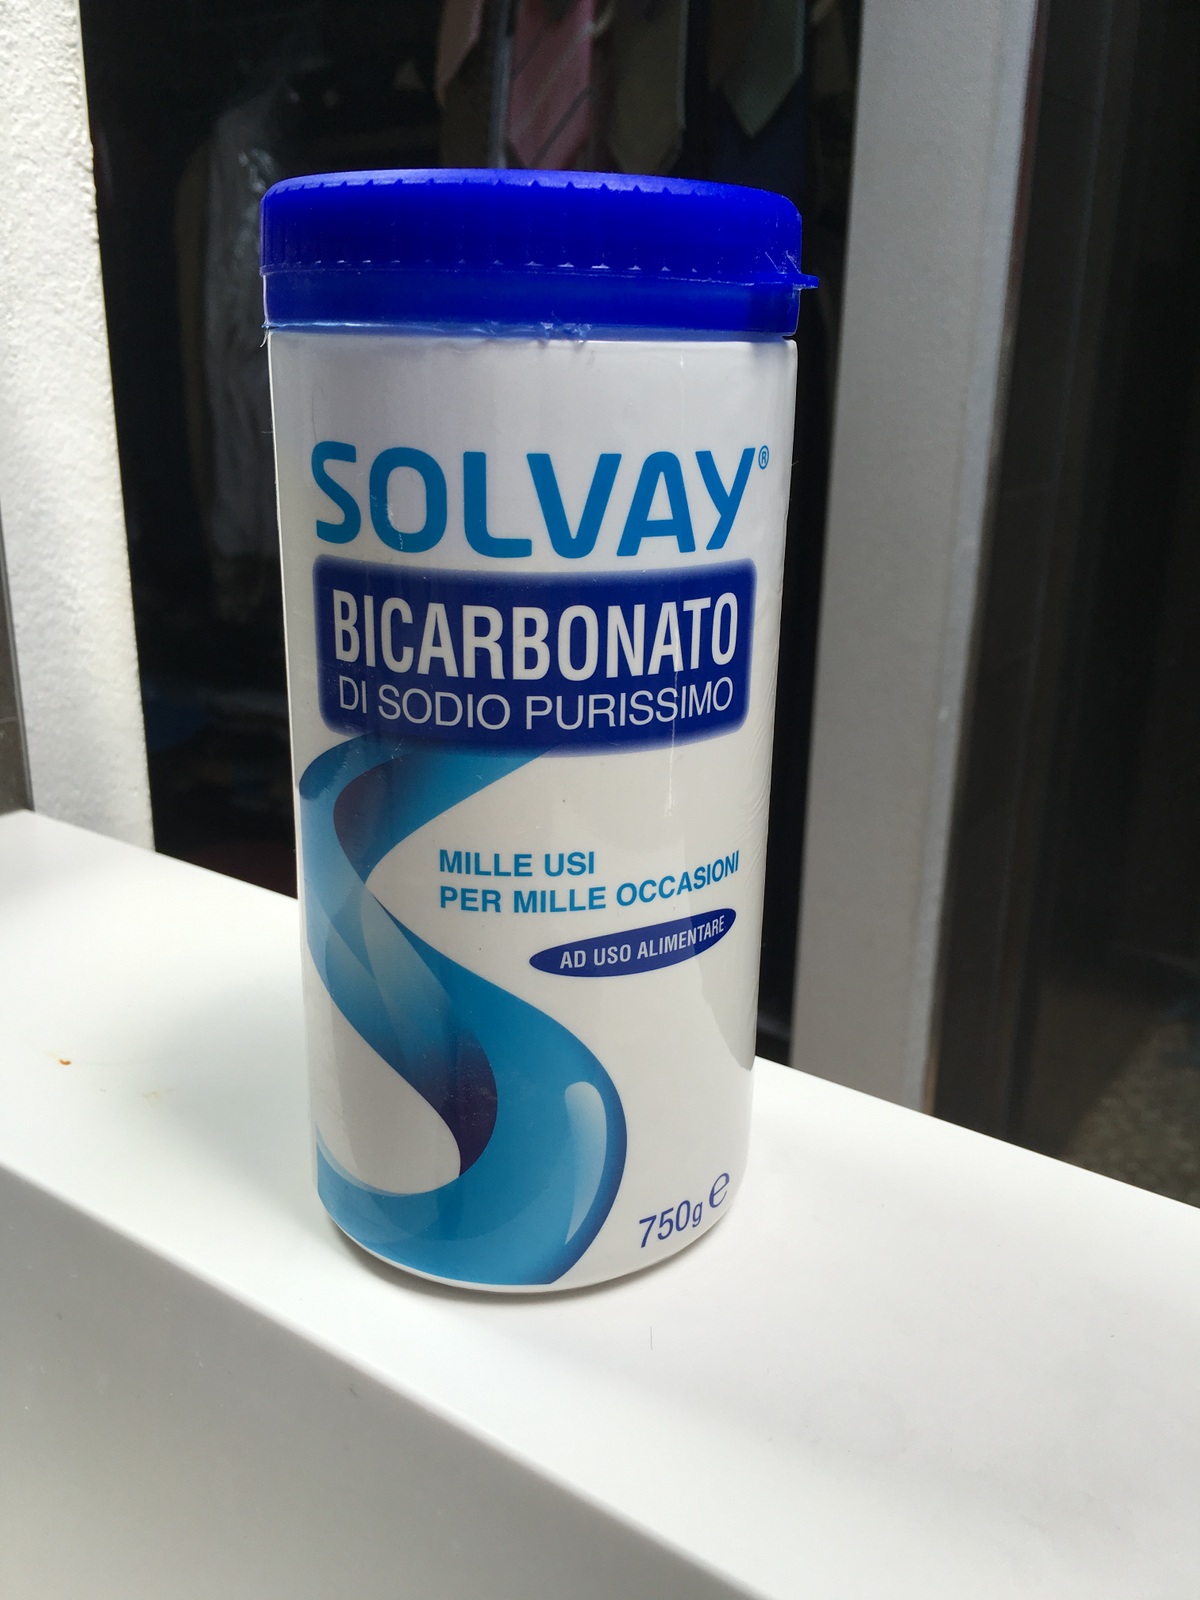 SOLVAY®
BICARBONATO
DI SODIO PURISSIMO
MILLE USI
PER MILLE OCCASIONI
AD USO ALIMENTARE
750g e